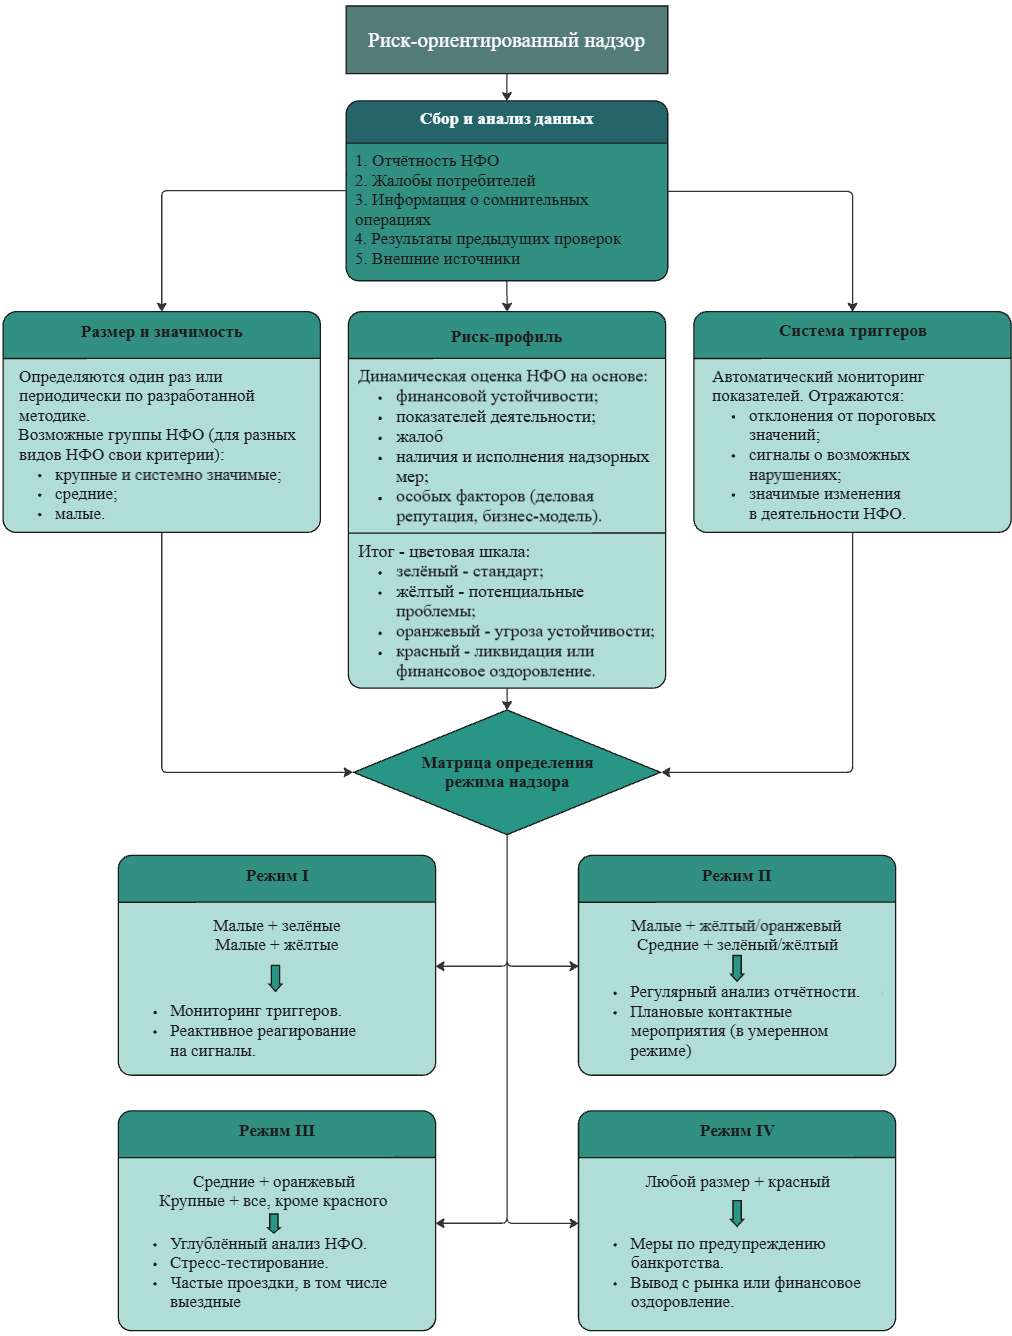 Риск-ориентированный надзор
Сбор и анализ данных
1. Отчётность НФО
2. Жалобы потребителей
3. Информация о сомнительных
операциях
4. Результаты предыдущих проверок
5. Внешние источники
Размер и значимость
Определяются один раз или
периодически по разработанной
методике.
Возможные группы НФО (для разных
видов НФО свои критерии):
• крупные и системно значимые;
• средние;
• малые.
Риск-профиль
Динамическая оценка НФО на основе:
• финансовой устойчивости;
• показателей деятельности;
• жалоб
• наличия и исполнения надзорных
мер;
• особых факторов (деловая
репутация, бизнес-модель).
Итог - цветовая шкала:
• зелёный - стандарт;
• жёлтый - потенциальные
проблемы;
• оранжевый - угроза устойчивости;
• красный - ликвидация или
финансовое оздоровление.
Система триггеров
Автоматический мониторинг
показателей. Отражаются:
• отклонения от пороговых
значений;
• сигналы о возможных
нарушениях;
• значимые изменения
в деятельности НФО.
Матрица определения
режима надзора
Режим I
Малые + зелёные
Малые + жёлтые
• Мониторинг триггеров.
• Реактивное реагирование
на сигналы.
Режим II
Малые + жёлтый/оранжевый
Средние + зелёный/жёлтый
• Регулярный анализ отчётности.
• Плановые контактные
мероприятия (в умеренном
режиме)
Режим III
Средние + оранжевый
Крупные + все, кроме красного
• Углублённый анализ НФО.
• Стресс-тестирование.
• Частые проездки, в том числе
выездные
Режим IV
Любой размер + красный
• Меры по предупреждению
банкротства.
• Вывод с рынка или финансовое
оздоровление.